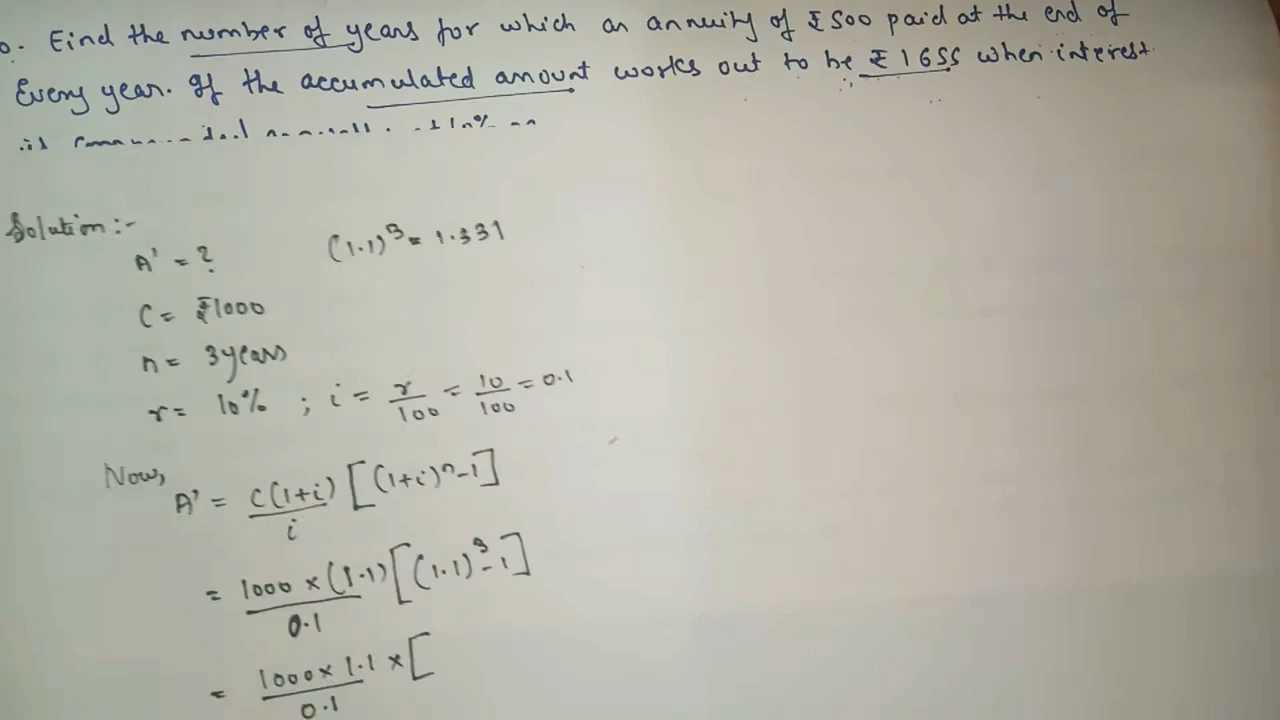 0. Find the number of years for which an annuity of ₹500 paid at the end of
Every year. If the accumulated amount works out to be ₹1655 when interest
Solution :-
A' = ? (1.1)³ = 1.331
C = ₹1000
n = 3 years
r = 10% ; i = r/100 = 10/100 = 0.1
Now,
A' = C(1+i)/i [(1+i)ⁿ-1]
= 1000 × (1.1)/0.1 [(1.1)³-1]
= 1000 × 1.1/0.1 × [